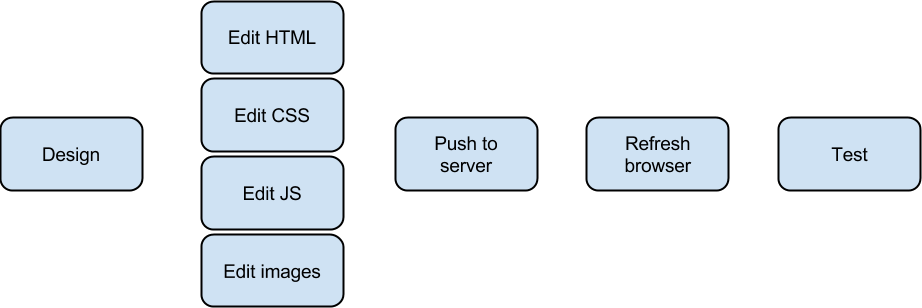 Design
Edit HTML
Edit CSS
Edit JS
Edit images
Push to
server
Refresh
browser
Test